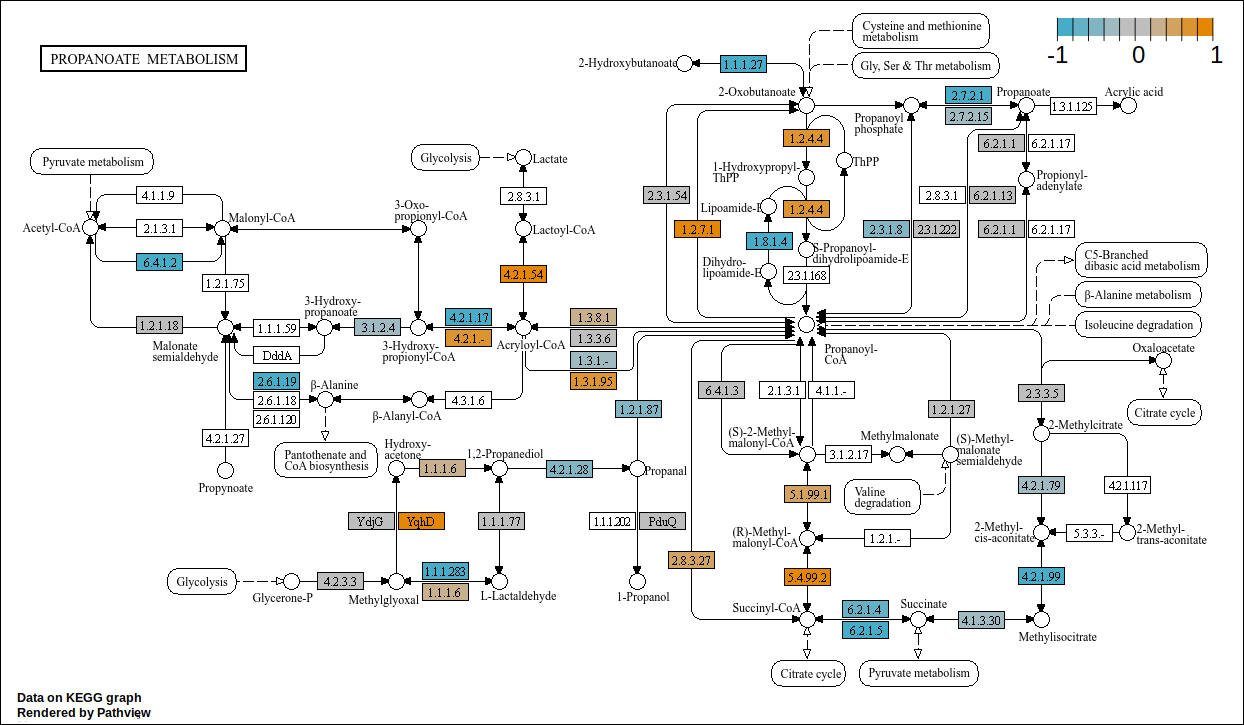 PROPANOATE METABOLISM
-1 0 1
Cysteine and methionine
metabolism
Gly, Ser & Thr metabolism
2-Hydroxybutanoate
1.1.1.27
2-Oxobutanoate
Propanoyl
phosphate
2.7.2.1
2.7.2.15
Propanoate
1.3.1.125
Acrylic acid
6.2.1.1
6.2.1.17
Propionyl-
adenylate
1.2.4.4
ThPP
1-Hydroxypropyl-
ThPP
Pyruvate metabolism
Glycolysis
Lactate
2.8.3.1
4.1.1.9
Malonyl-CoA
3-Oxo-
propionyl-CoA
2.3.1.54
Lipoamide-E
1.2.4.4
2.8.3.1
6.2.1.13
Acetyl-CoA
2.1.3.1
Lactoyl-CoA
1.2.7.1
1.8.1.4
S-Propanoyl-
dihydrolipoamide-E
2.3.1.8
2.3.1.222
6.2.1.1
6.2.1.17
6.4.1.2
4.2.1.54
Dihydro-
lipoamide-E
2.3.1.168
C5-Branched
dibasic acid metabolism
1.2.1.75
β-Alanine metabolism
3-Hydroxy-
propanoate
1.2.1.18
1.1.1.59
3.1.2.4
4.2.1.17
4.2.1.-
1.3.8.1
1.3.3.6
1.3.1.-
1.3.1.95
Isoleucine degradation
Malonate
semialdehyde
DddA
3-Hydroxy-
propionyl-CoA
Acryloyl-CoA
Propanoyl-
CoA
Oxaloacetate
2.6.1.19
2.6.1.18
2.6.1.120
β-Alanine
β-Alanyl-CoA
4.3.1.6
1.2.1.87
6.4.1.3
2.1.3.1
4.1.1.-
1.2.1.27
2.3.3.5
Citrate cycle
4.2.1.27
Propynoate
Pantothenate and
CoA biosynthesis
Hydroxy-
acetone
1.1.1.6
1,2-Propanediol
4.2.1.28
Propanal
(S)-2-Methyl-
malonyl-CoA
3.1.2.17
Methylmalonate
(S)-Methyl-
malonate
semialdehyde
2-Methylcitrate
Valine
degradation
5.1.99.1
4.2.1.79
4.2.1.117
YdjG
YqhD
1.1.1.77
1.1.1.202
PduQ
(R)-Methyl-
malonyl-CoA
1.2.1.-
2-Methyl-
cis-aconitate
5.3.3.-
2-Methyl-
trans-aconitate
2.8.3.27
Glycolysis
Glycerone-P
4.2.3.3
Methylglyoxal
1.1.1.283
1.1.1.6
L-Lactaldehyde
1-Propanol
5.4.99.2
4.2.1.99
Succinyl-CoA
6.2.1.4
6.2.1.5
Succinate
4.1.3.30
Methylisocitrate
Citrate cycle
Pyruvate metabolism
Data on KEGG graph
Rendered by Pathview